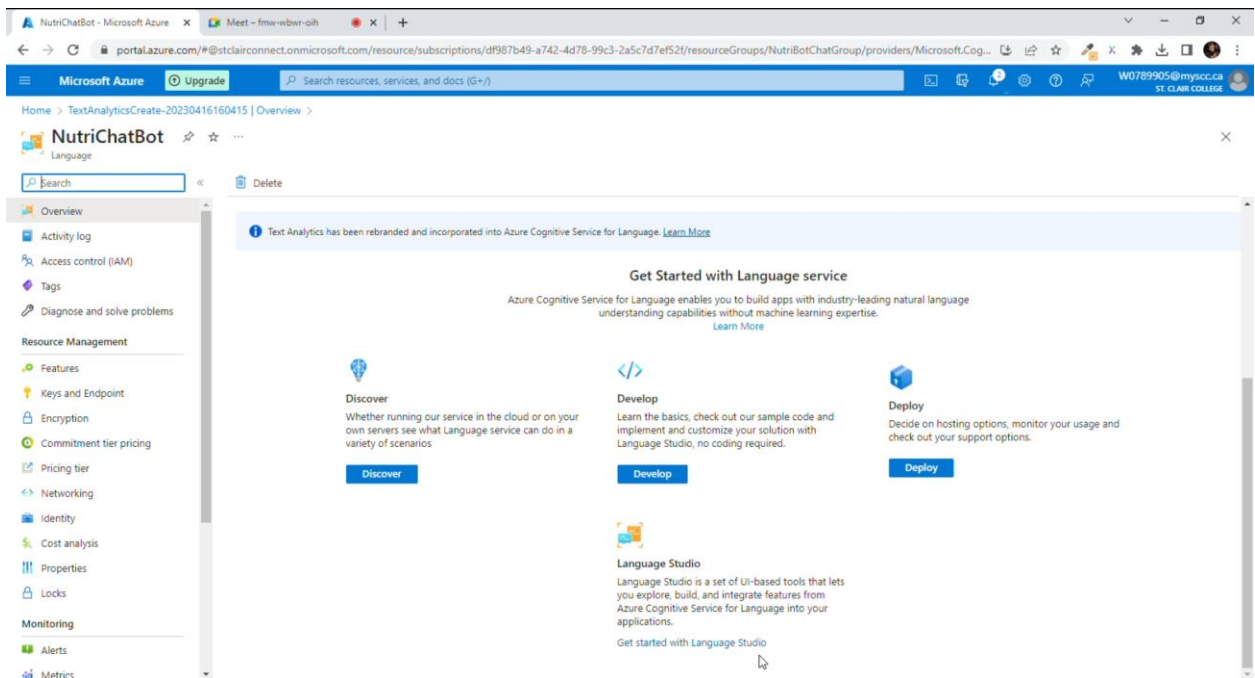 NutriChatBot - Microsoft Azure
Meet – fmw-wbwr-oih
portal.azure.com/#@stclairconnect.onmicrosoft.com/resource/subscriptions/df987b49-a742-4d78-99c3-2a5c7d7ef52f/resourceGroups/NutriBotChatGroup/providers/Microsoft.Cog...
Microsoft Azure
Upgrade
Search resources, services, and docs (G+/)
W0789905@myscc.ca
ST. CLAIR COLLEGE
Home > TextAnalyticsCreate-20230416160415 | Overview >
NutriChatBot
Language
Search
Delete
Overview
Activity log
Access control (IAM)
Tags
Diagnose and solve problems
Resource Management
Features
Keys and Endpoint
Encryption
Commitment tier pricing
Pricing tier
Networking
Identity
Cost analysis
Properties
Locks
Monitoring
Alerts
Metrics
Text Analytics has been rebranded and incorporated into Azure Cognitive Service for Language. Learn More
Get Started with Language service
Azure Cognitive Service for Language enables you to build apps with industry-leading natural language
understanding capabilities without machine learning expertise.
Learn More
Discover
Whether running our service in the cloud or on your
own servers see what Language service can do in a
variety of scenarios
Discover
Develop
Learn the basics, check out our sample code and
implement and customize your solution with
Language Studio, no coding required.
Develop
Deploy
Decide on hosting options, monitor your usage and
check out your support options.
Deploy
Language Studio
Language Studio is a set of UI-based tools that lets
you explore, build, and integrate features from
Azure Cognitive Service for Language into your
applications.
Get started with Language Studio